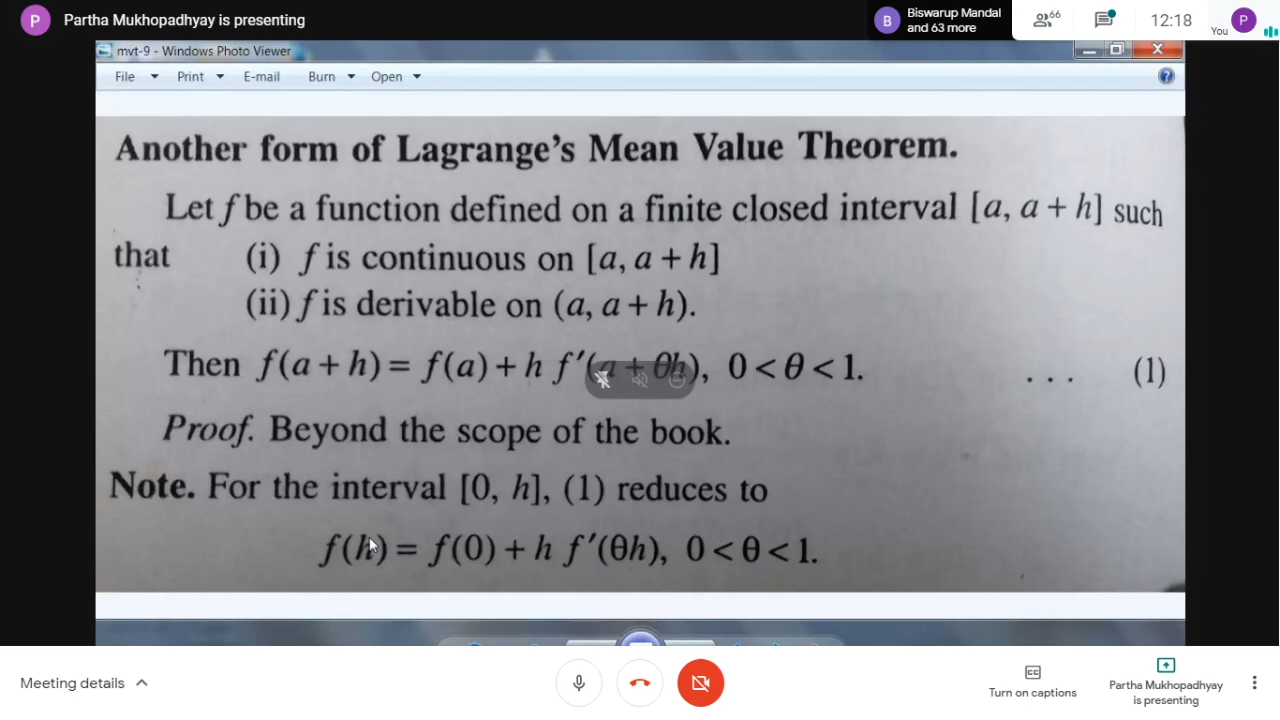 P Partha Mukhopadhyay is presenting
B Biswarup Mandal and 63 more
66
12:18
You P
mvt-9 - Windows Photo Viewer
File Print E-mail Burn Open
Another form of Lagrange's Mean Value Theorem.
Let f be a function defined on a finite closed interval [a, a + h] such
that (i) f is continuous on [a, a + h]
(ii) f is derivable on (a, a + h).
Then f(a + h) = f(a) + h f′(a + θh), 0 < θ < 1. . . . (1)
Proof. Beyond the scope of the book.
Note. For the interval [0, h], (1) reduces to
f(h) = f(0) + h f′(θh), 0 < θ < 1.
Meeting details
Turn on captions
Partha Mukhopadhyay
is presenting